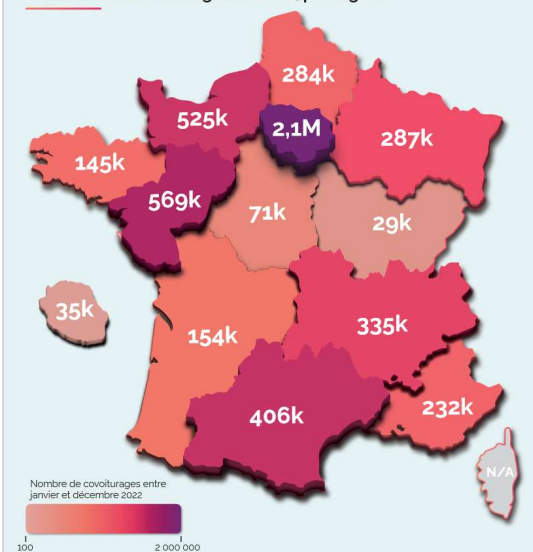 284k
525k
2,1M
287k
145k
569k
71k
29k
35k
154k
335k
406k
232k
N/A
Nombre de covoiturages entre
janvier et décembre 2022
100
2 000 000